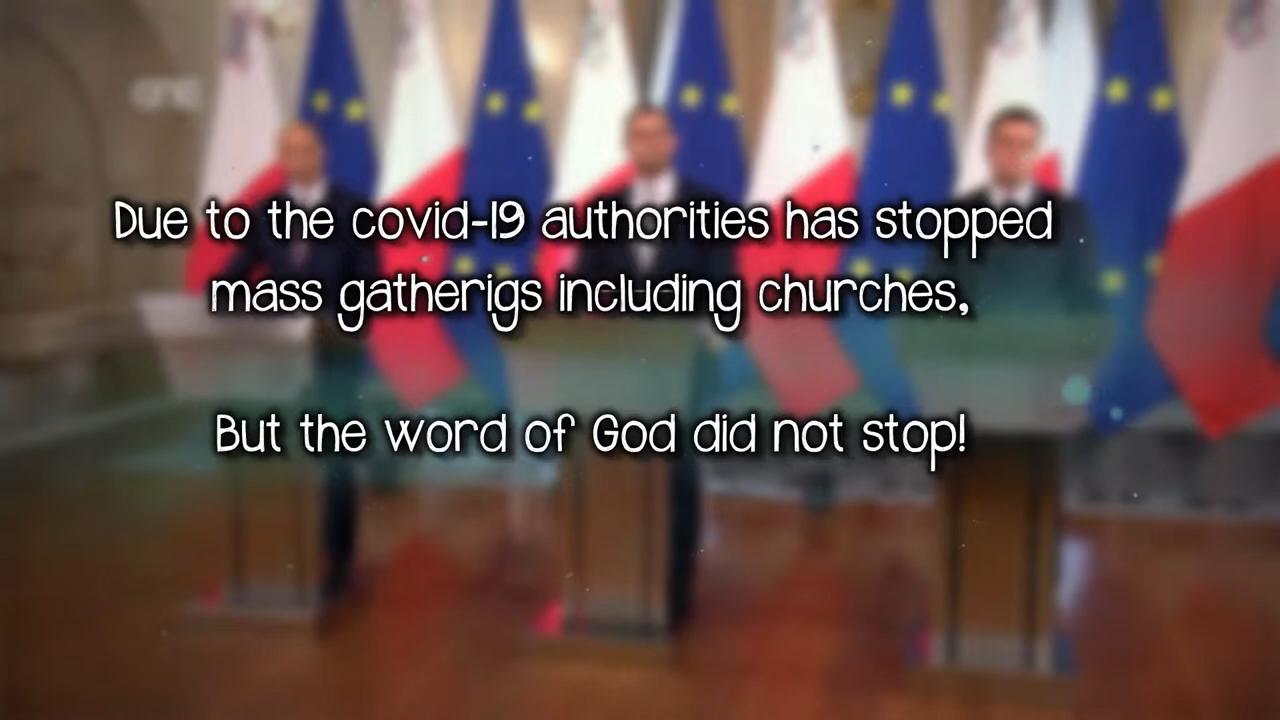 Due to the covid-19 authorities has stopped
mass gatherigs including churches,
But the word of God did not stop!